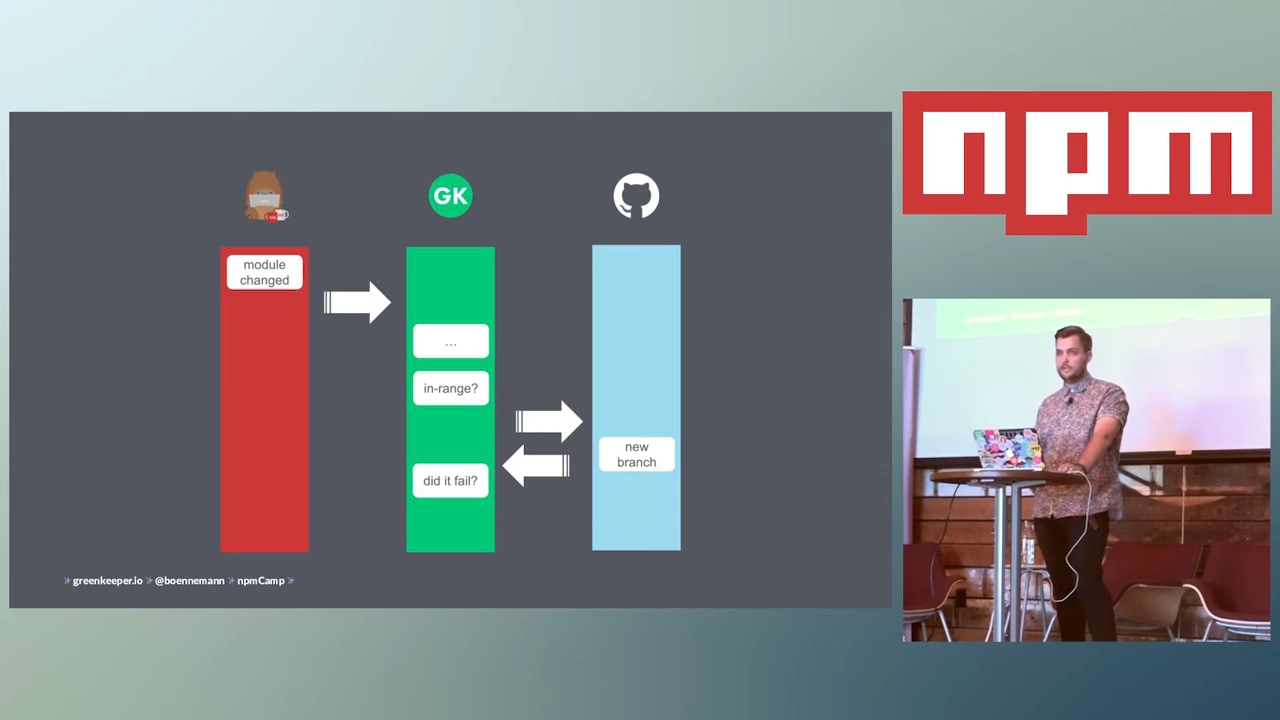 GK
module
changed
...
in-range?
new
branch
did it fail?
✨ greenkeeper.io ✨ @boennemann ✨ npmCamp ✨
npm